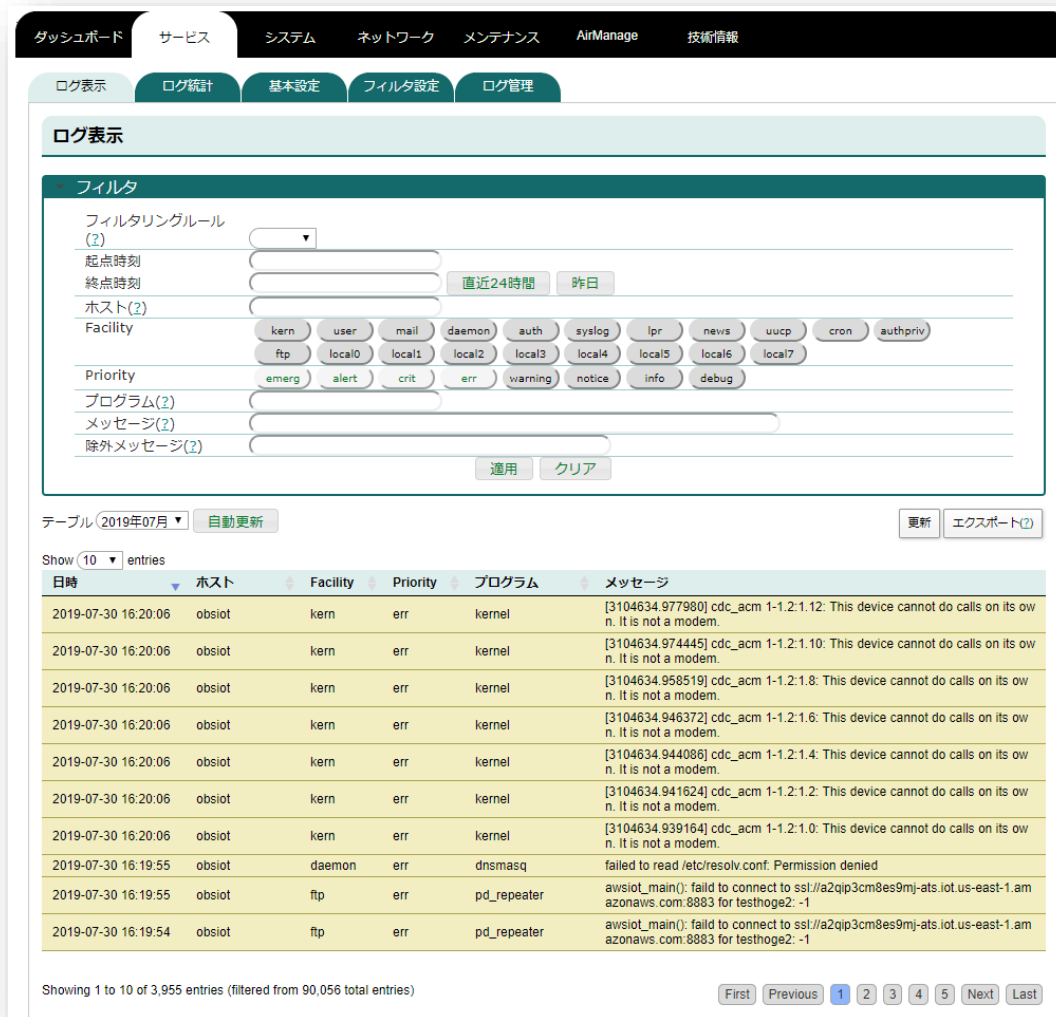 ダッシュボード サービス システム ネットワーク メンテナンス AirManage 技術情報
ログ表示 ログ統計 基本設定 フィルタ設定 ログ管理
ログ表示
フィルタ
フィルタリングルール
(?)
起点時刻
終点時刻 直近24時間 昨日
ホスト(?)
Facility kern user mail daemon auth syslog lpr news uucp cron authpriv
ftp local0 local1 local2 local3 local4 local5 local6 local7
Priority emerg alert crit err warning notice info debug
プログラム(?)
メッセージ(?)
除外メッセージ(?)
適用 クリア
テーブル 2019年07月 自動更新 更新 エクスポート(?)
Show 10 entries
日時 ホスト Facility Priority プログラム メッセージ
2019-07-30 16:20:06 obsiot kern err kernel [3104634.977980] cdc_acm 1-1.2:1.12: This device cannot do calls on its ow
n. It is not a modem.
2019-07-30 16:20:06 obsiot kern err kernel [3104634.974445] cdc_acm 1-1.2:1.10: This device cannot do calls on its ow
n. It is not a modem.
2019-07-30 16:20:06 obsiot kern err kernel [3104634.958519] cdc_acm 1-1.2:1.8: This device cannot do calls on its ow
n. It is not a modem.
2019-07-30 16:20:06 obsiot kern err kernel [3104634.946372] cdc_acm 1-1.2:1.6: This device cannot do calls on its ow
n. It is not a modem.
2019-07-30 16:20:06 obsiot kern err kernel [3104634.944086] cdc_acm 1-1.2:1.4: This device cannot do calls on its ow
n. It is not a modem.
2019-07-30 16:20:06 obsiot kern err kernel [3104634.941624] cdc_acm 1-1.2:1.2: This device cannot do calls on its ow
n. It is not a modem.
2019-07-30 16:20:06 obsiot kern err kernel [3104634.939164] cdc_acm 1-1.2:1.0: This device cannot do calls on its ow
n. It is not a modem.
2019-07-30 16:19:55 obsiot daemon err dnsmasq failed to read /etc/resolv.conf: Permission denied
2019-07-30 16:19:55 obsiot ftp err pd_repeater awsiot_main(): faild to connect to ssl://a2qip3cm8es9mj-ats.iot.us-east-1.am
azonaws.com:8883 for testhoge2: -1
2019-07-30 16:19:54 obsiot ftp err pd_repeater awsiot_main(): faild to connect to ssl://a2qip3cm8es9mj-ats.iot.us-east-1.am
azonaws.com:8883 for testhoge2: -1
Showing 1 to 10 of 3,955 entries (filtered from 90,056 total entries) First Previous 1 2 3 4 5 Next Last